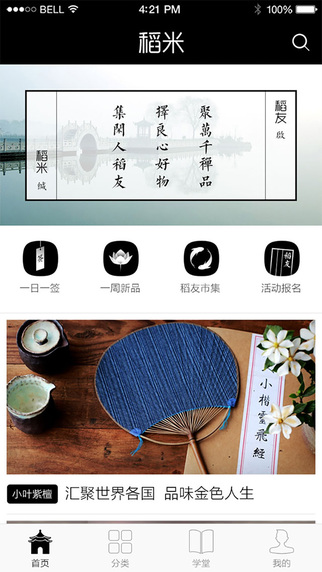 ●●●○○ BELL 4:21 PM 100%
稻米
稻友 啟
聚萬千禪品
擇良心好物
集閑人稻友
稻米 緘
稻友
一日一签
一周新品
稻友市集
活动报名
小楷靈飛經
小叶紫檀 汇聚世界各国 品味金色人生
首页
分类
学堂
我的